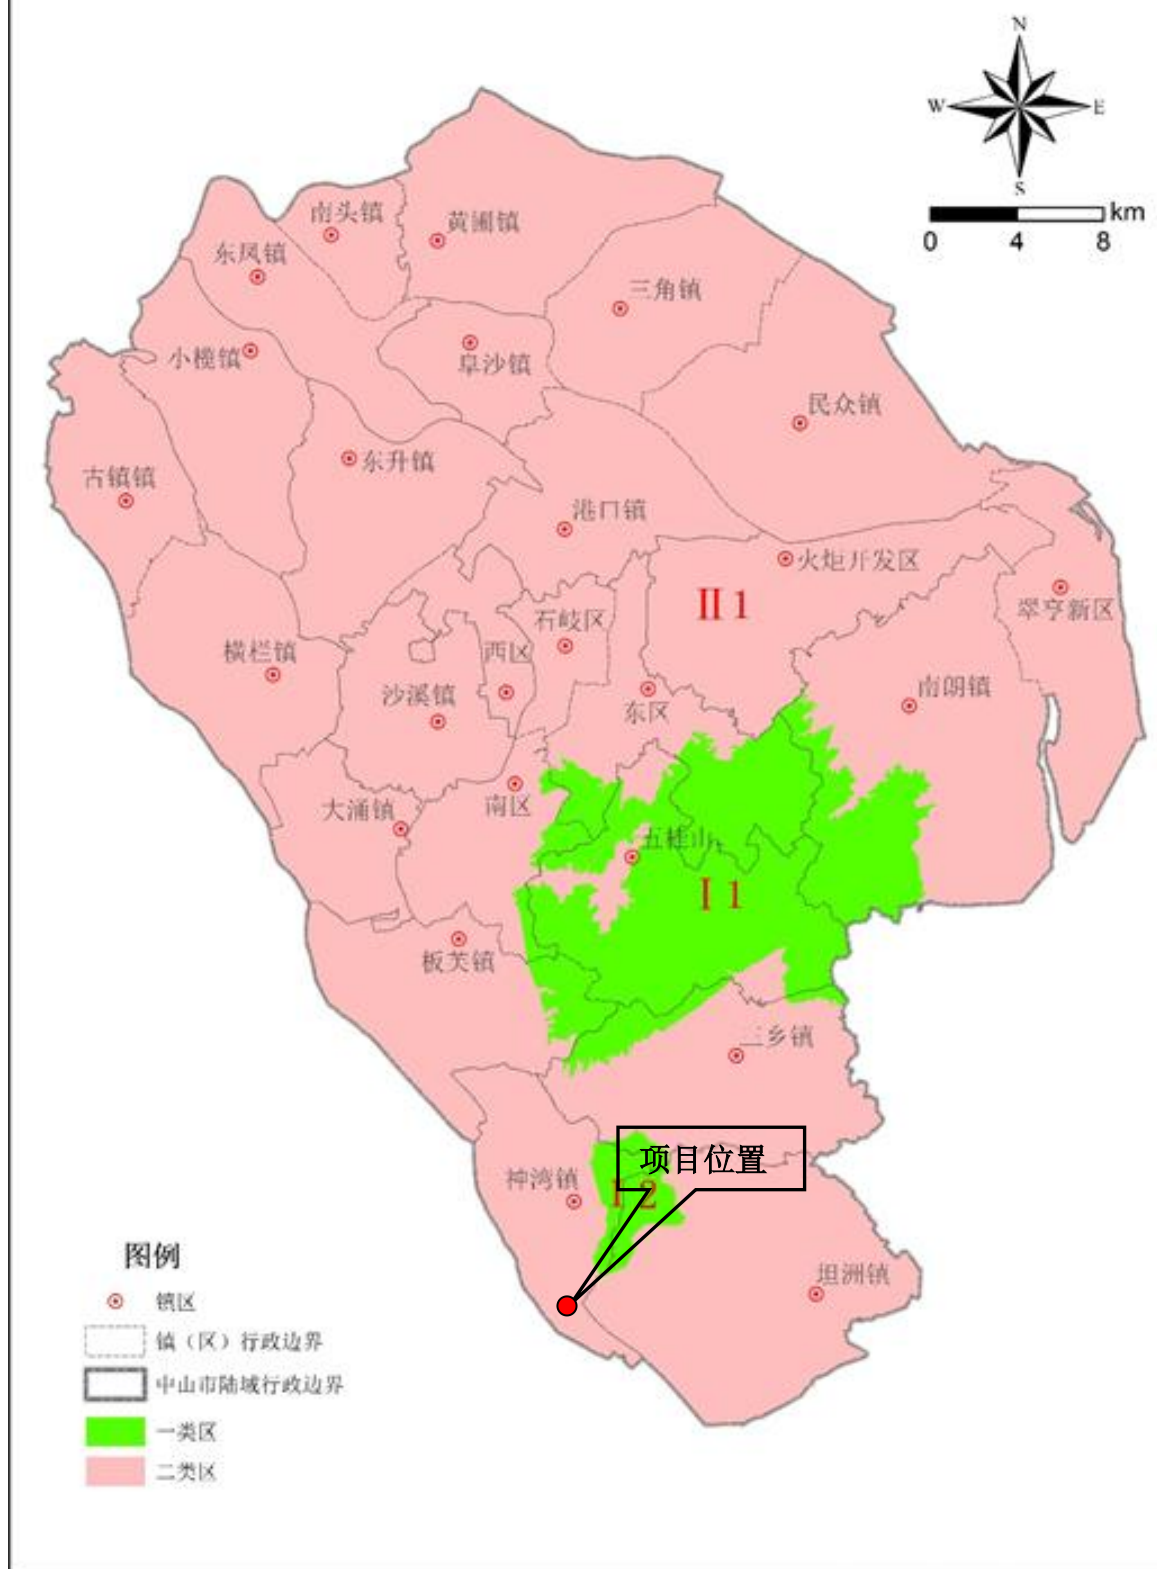 N
W
E
S
km
0
4
8
南头镇
黄圃镇
东凤镇
三角镇
小榄镇
阜沙镇
民众镇
东升镇
古镇镇
港口镇
火炬开发区
II 1
翠亨新区
石岐区
横栏镇
西区
沙溪镇
南朗镇
东区
大涌镇
南区
五桂山
I 1
板芙镇
三乡镇
项目位置
神湾镇
I 2
坦洲镇
图例
镇区
镇（区）行政边界
中山市陆域行政边界
一类区
二类区